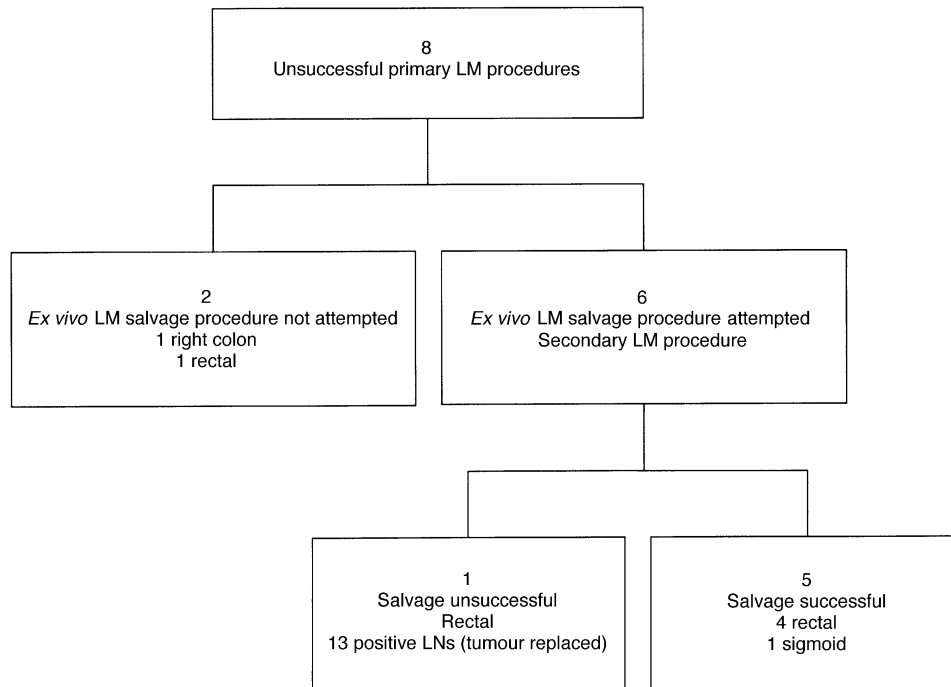 8
Unsuccessful primary LM procedures
2
Ex vivo LM salvage procedure not attempted
1 right colon
1 rectal
6
Ex vivo LM salvage procedure attempted
Secondary LM procedure
1
Salvage unsuccessful
Rectal
13 positive LNs (tumour replaced)
5
Salvage successful
4 rectal
1 sigmoid